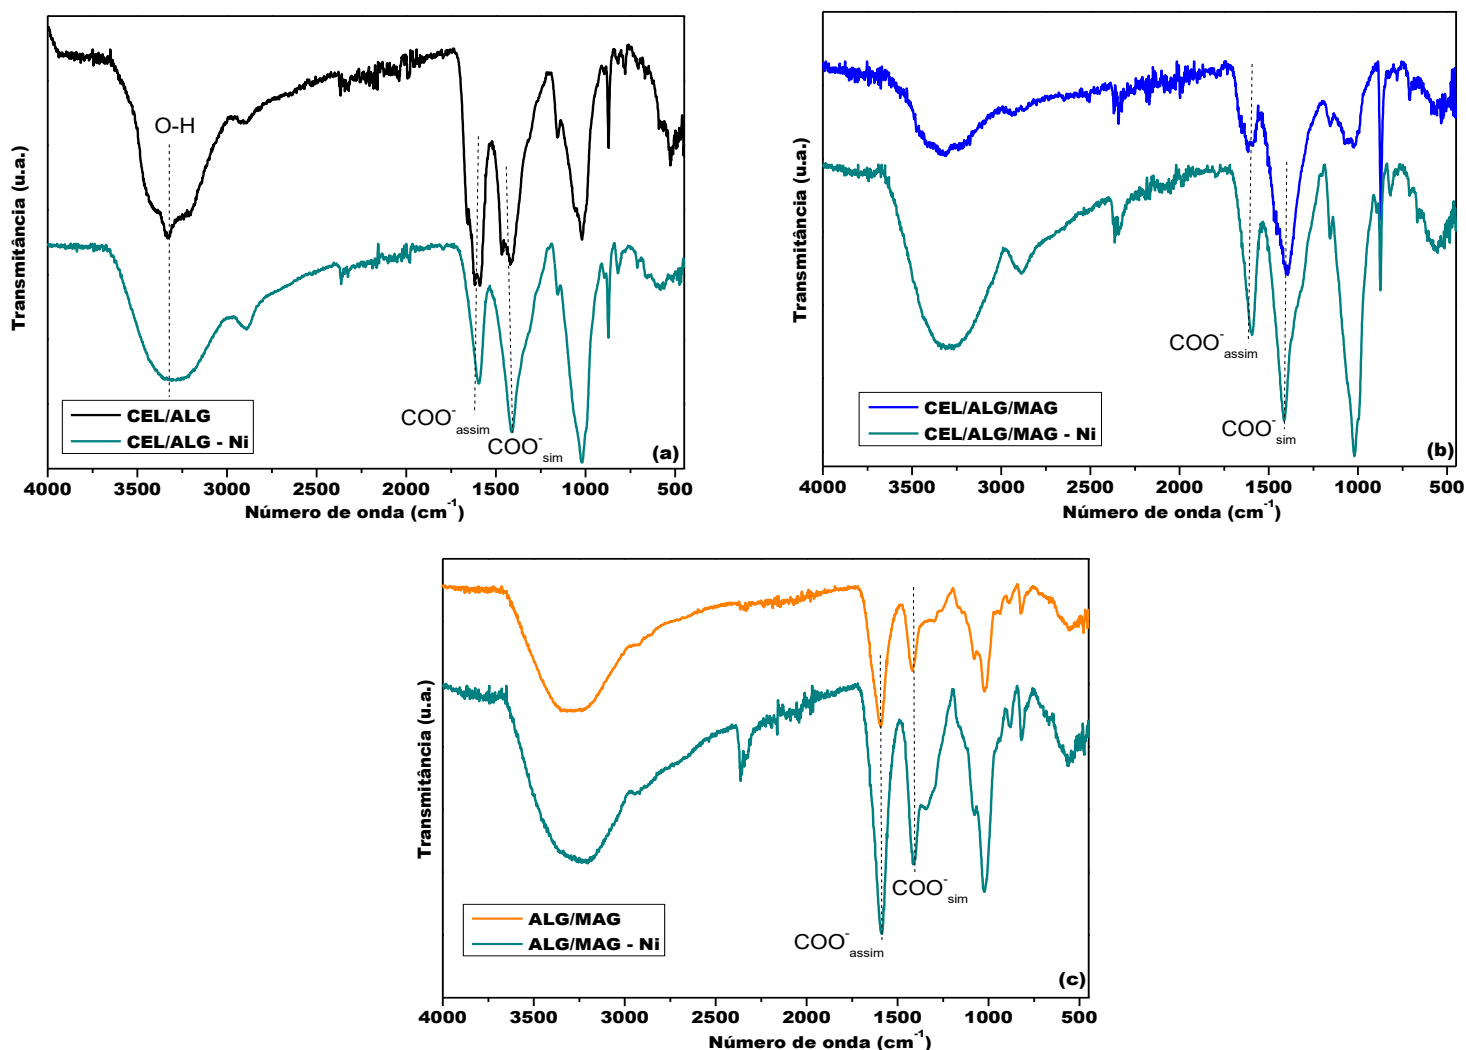 Transmitância (u.a.)
O-H
COO⁻assim
COO⁻sim
CEL/ALG
CEL/ALG - Ni
(a)
4000 3500 3000 2500 2000 1500 1000 500
Número de onda (cm⁻¹)
Transmitância (u.a.)
COO⁻assim
COO⁻sim
CEL/ALG/MAG
CEL/ALG/MAG - Ni
(b)
4000 3500 3000 2500 2000 1500 1000 500
Número de onda (cm⁻¹)
Transmitância (u.a.)
COO⁻sim
COO⁻assim
ALG/MAG
ALG/MAG - Ni
(c)
4000 3500 3000 2500 2000 1500 1000 500
Número de onda (cm⁻¹)